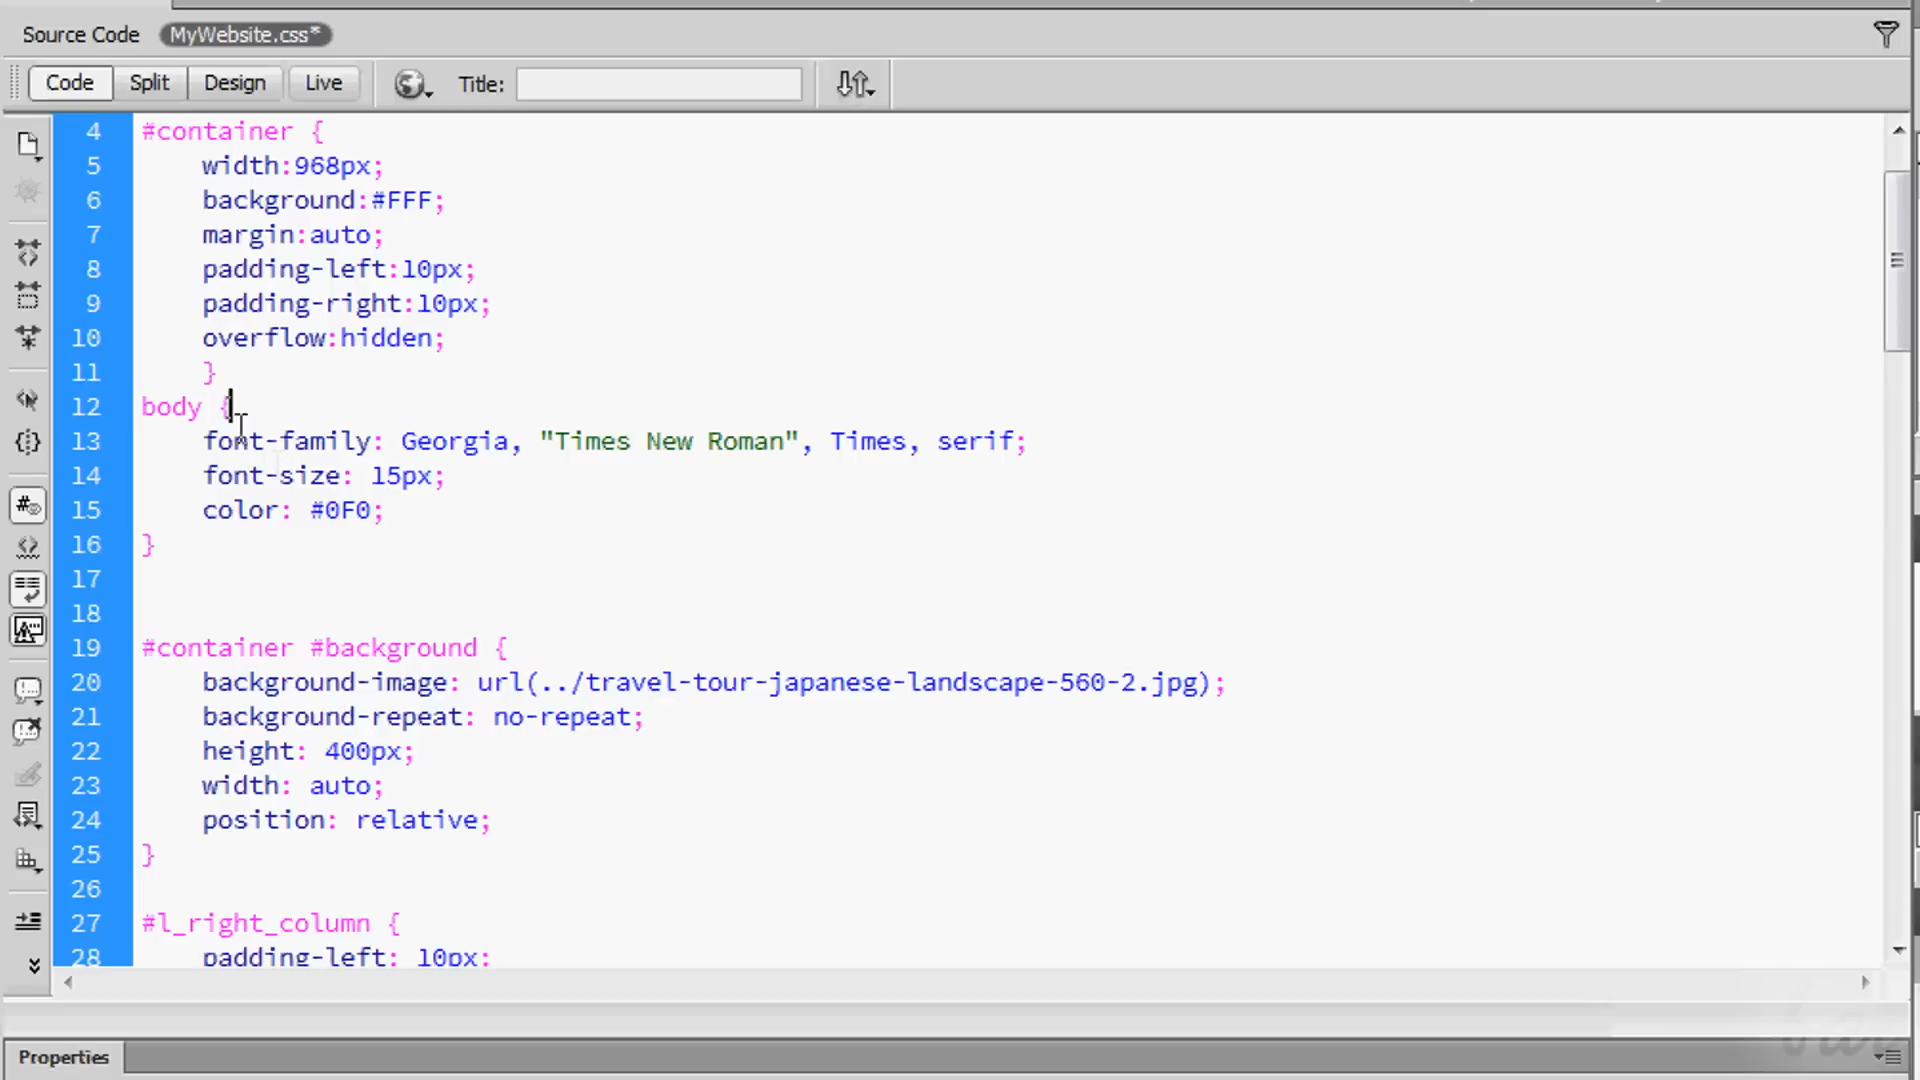 Source Code MyWebsite.css*
Code Split Design Live Title:
4 #container {
5 width:968px;
6 background:#FFF;
7 margin:auto;
8 padding-left:10px;
9 padding-right:10px;
10 overflow:hidden;
11 }
12 body {
13 font-family: Georgia, "Times New Roman", Times, serif;
14 font-size: 15px;
15 color: #0F0;
16 }
17
18
19 #container #background {
20 background-image: url(../travel-tour-japanese-landscape-560-2.jpg);
21 background-repeat: no-repeat;
22 height: 400px;
23 width: auto;
24 position: relative;
25 }
26
27 #l_right_column {
28 padding-left: 10px;
Properties